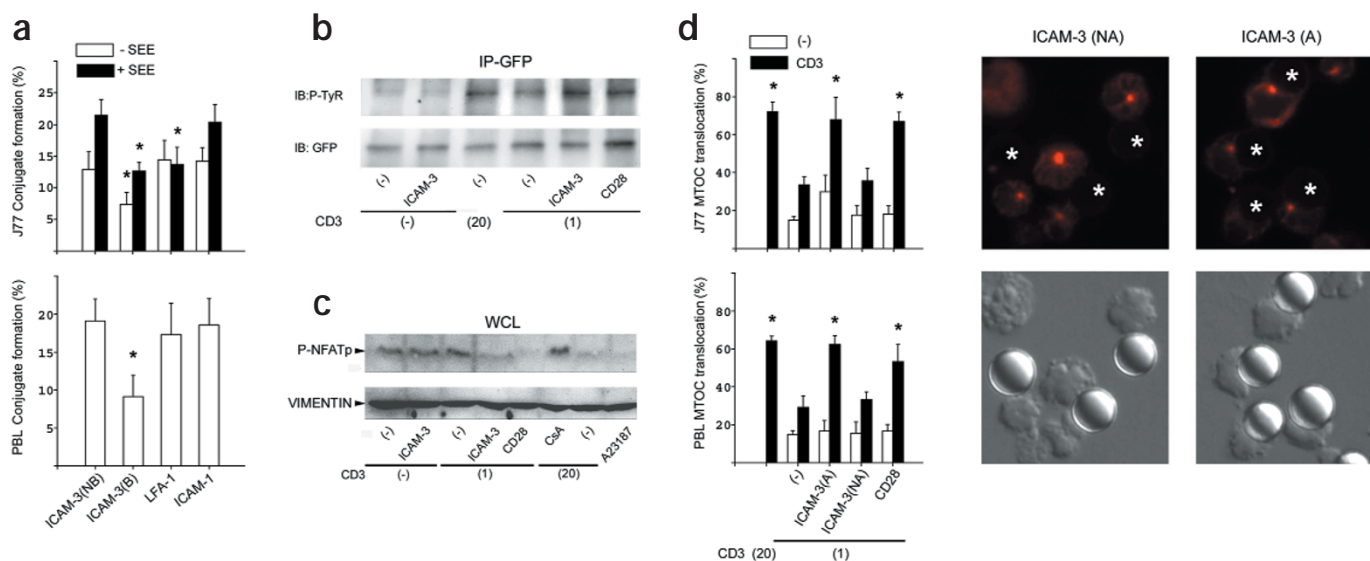 a
- SEE
+ SEE
J77 Conjugate formation (%)
25
20
15
10
5
PBL Conjugate formation (%)
20
15
10
5
ICAM-3(NB)
ICAM-3(B)
LFA-1
ICAM-1
b
IP-GFP
IB:P-TyR
IB: GFP
(-) ICAM-3 (-) (-) ICAM-3 CD28
CD3 (-) (20) (1)
c
WCL
P-NFATp
VIMENTIN
(-) ICAM-3 (-) ICAM-3 CD28 CsA (-) A23187
CD3 (-) (1) (20)
d
(-)
CD3
J77 MTOC translocation (%)
80
60
40
20
PBL MTOC translocation (%)
80
60
40
20
(-)
ICAM-3(A)
ICAM-3(NA)
CD28
CD3 (20) (1)
ICAM-3 (NA)
ICAM-3 (A)